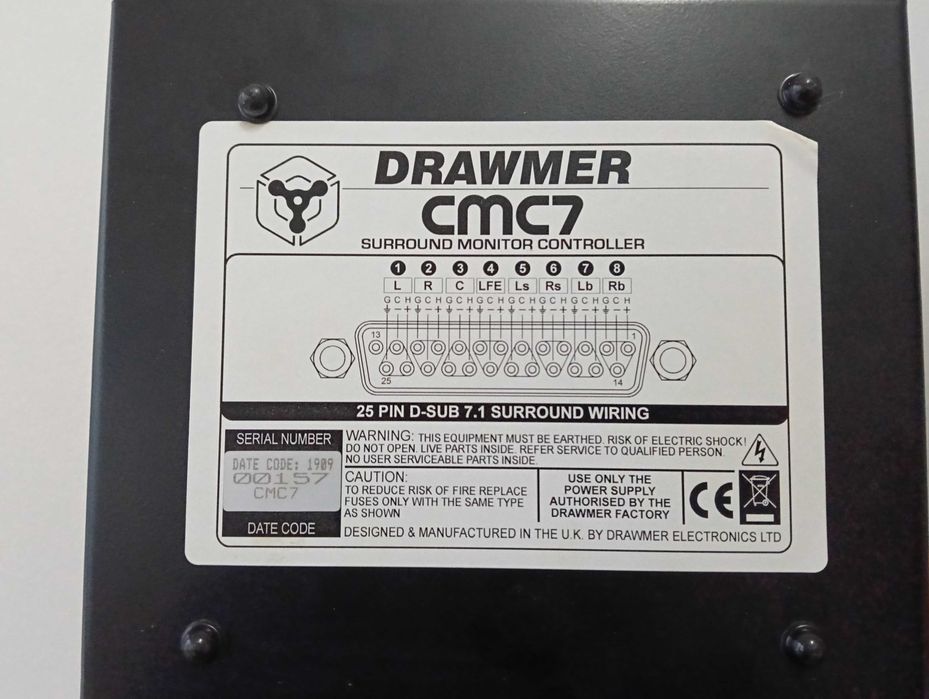 DRAWMER
CMC7
SURROUND MONITOR CONTROLLER
1 2 3 4 5 6 7 8
L R C LFE Ls Rs Lb Rb
G C H G C H G C H G C H G C H G C H G C H G C H
- + - + - + - + - + - + - + - +
13 1
25 14
25 PIN D-SUB 7.1 SURROUND WIRING
SERIAL NUMBER
DATE CODE: 1909
00157
CMC7
DATE CODE
WARNING: THIS EQUIPMENT MUST BE EARTHED. RISK OF ELECTRIC SHOCK!
DO NOT OPEN. LIVE PARTS INSIDE. REFER SERVICE TO QUALIFIED PERSON.
NO USER SERVICEABLE PARTS INSIDE.
CAUTION:
TO REDUCE RISK OF FIRE REPLACE
FUSES ONLY WITH THE SAME TYPE
AS SHOWN
USE ONLY THE
POWER SUPPLY
AUTHORISED BY THE
DRAWMER FACTORY
CE
DESIGNED & MANUFACTURED IN THE U.K. BY DRAWMER ELECTRONICS LTD